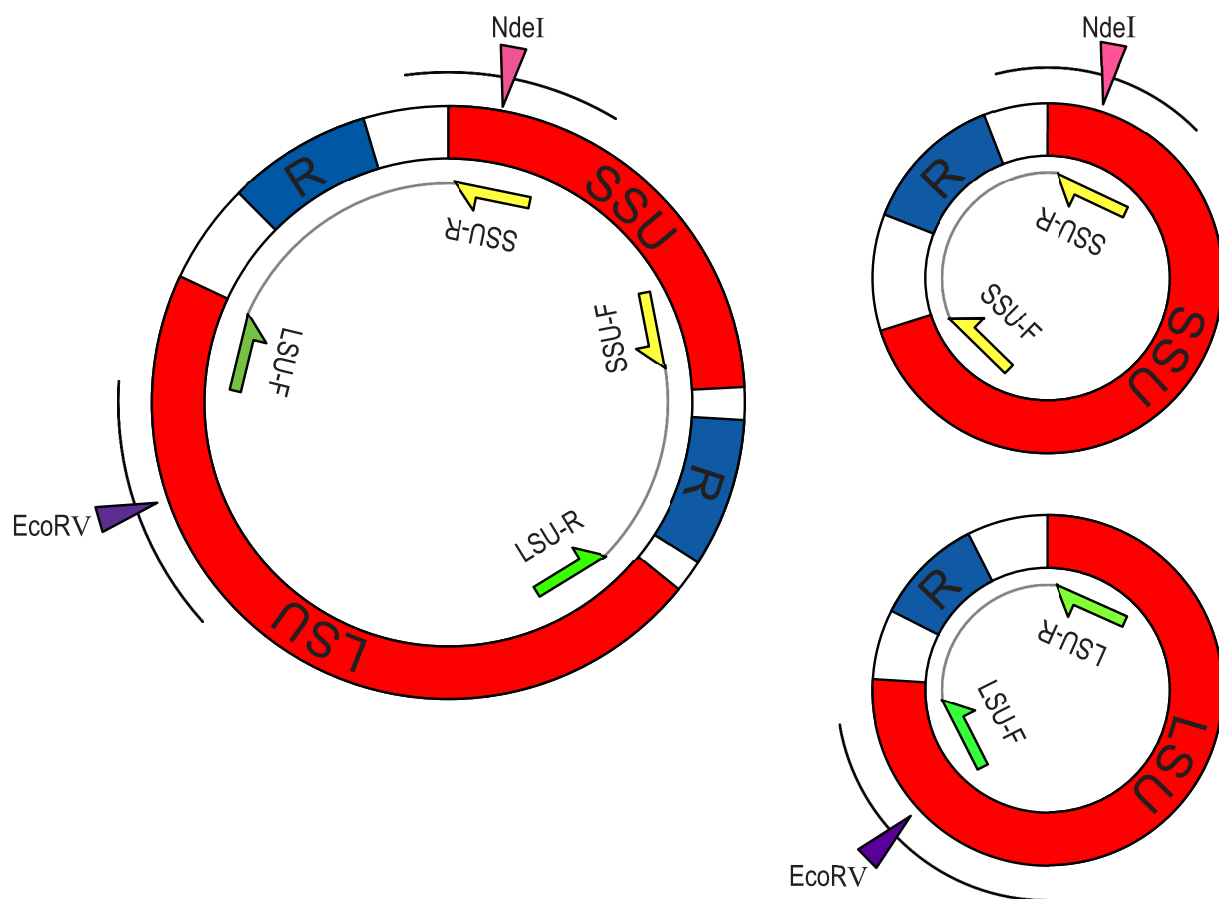 NdeI
R
SSU
SSU-R
SSU-F
LSU-F
R
LSU-R
EcoRV
LSU
NdeI
R
SSU-R
SSU-F
SSU
R
LSU-R
LSU-F
LSU
EcoRV